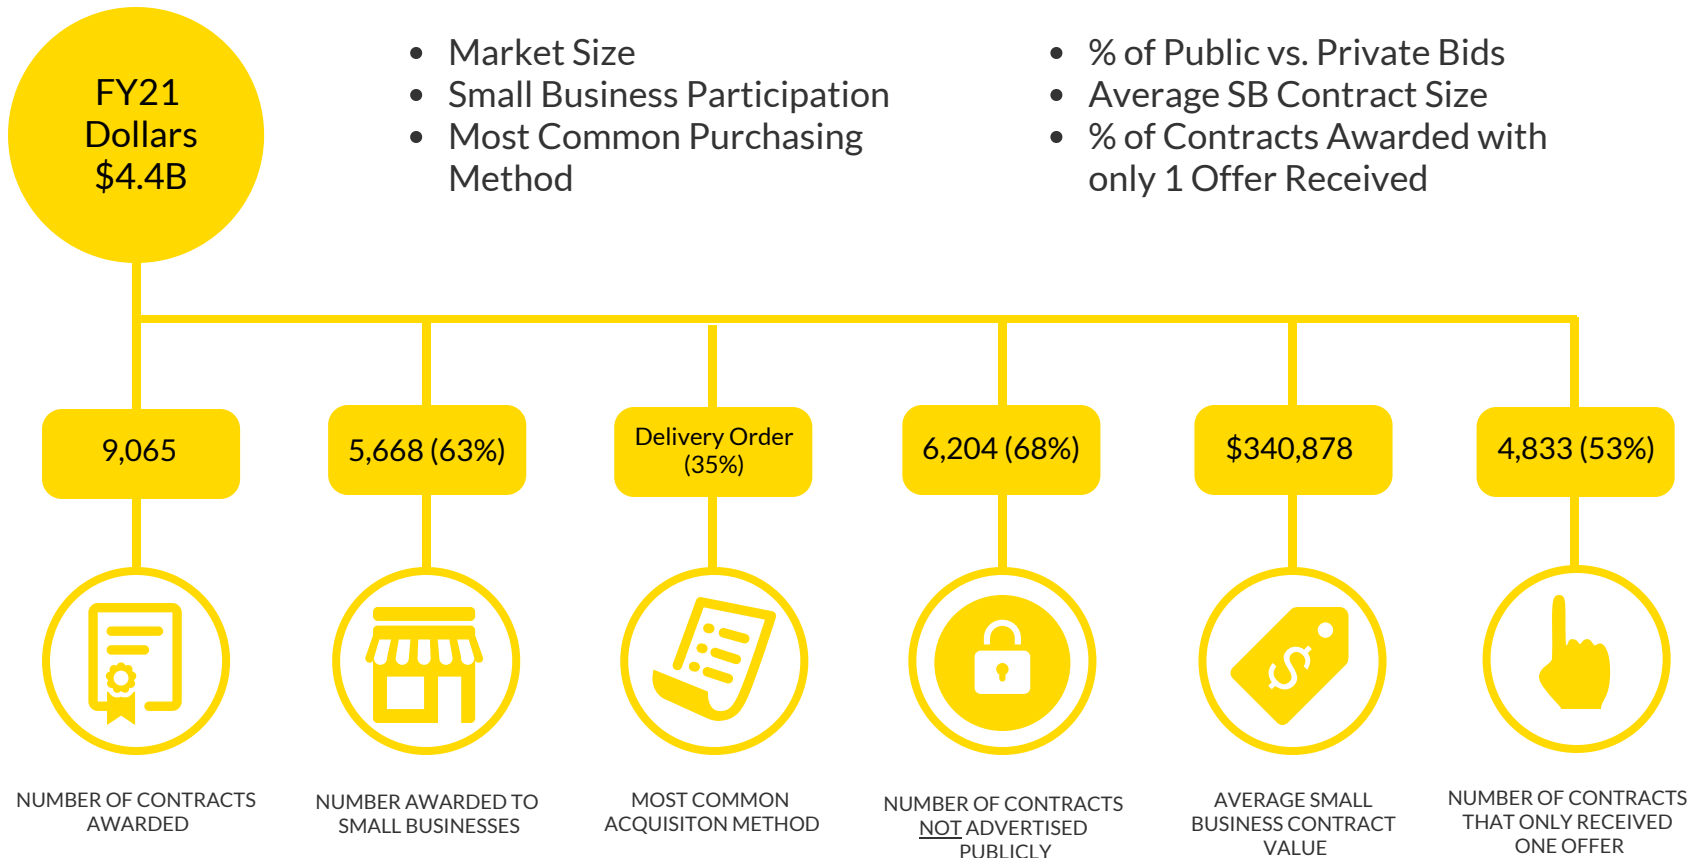 FY21
Dollars
$4.4B
• Market Size
• Small Business Participation
• Most Common Purchasing
Method
• % of Public vs. Private Bids
• Average SB Contract Size
• % of Contracts Awarded with
only 1 Offer Received
9,065
5,668 (63%)
Delivery Order
(35%)
6,204 (68%)
$340,878
4,833 (53%)
$
NUMBER OF CONTRACTS
AWARDED
NUMBER AWARDED TO
SMALL BUSINESSES
MOST COMMON
ACQUISITON METHOD
NUMBER OF CONTRACTS
NOT ADVERTISED
PUBLICLY
AVERAGE SMALL
BUSINESS CONTRACT
VALUE
NUMBER OF CONTRACTS
THAT ONLY RECEIVED
ONE OFFER